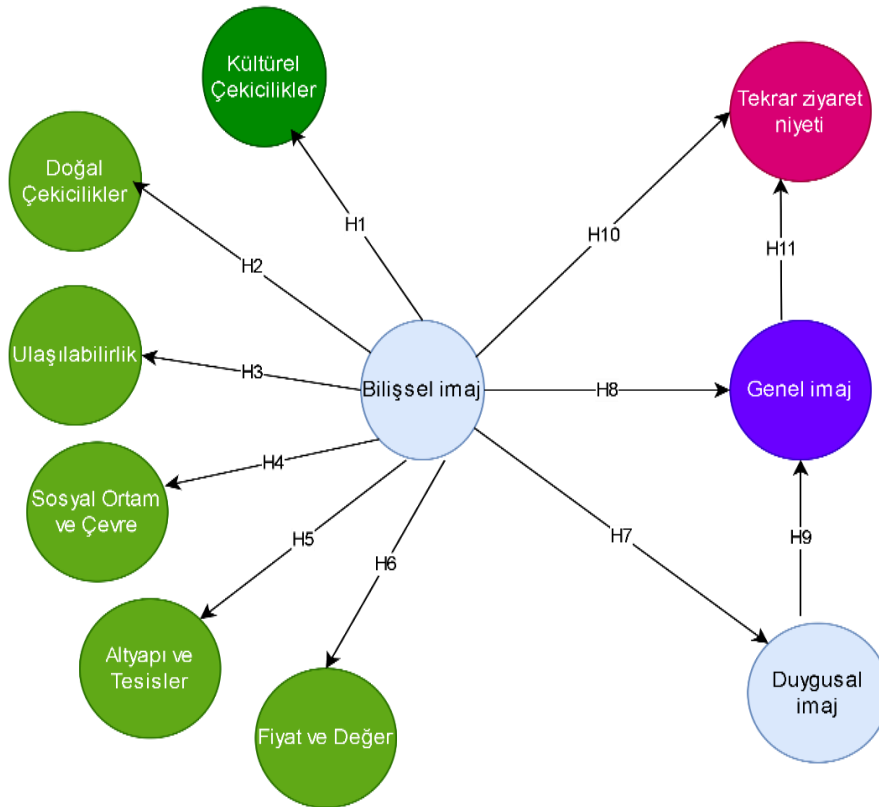 Kültürel
Çekicilikler
Tekrar ziyaret
niyeti
Doğal
Çekicilikler
H1
H10
H11
H2
Ulaşılabilirlik
H3
Bilişsel imaj
H8
Genel imaj
H4
Sosyal Ortam
ve Çevre
H5
H6
H7
H9
Altyapı ve
Tesisler
Fiyat ve Değer
Duygusal
imaj